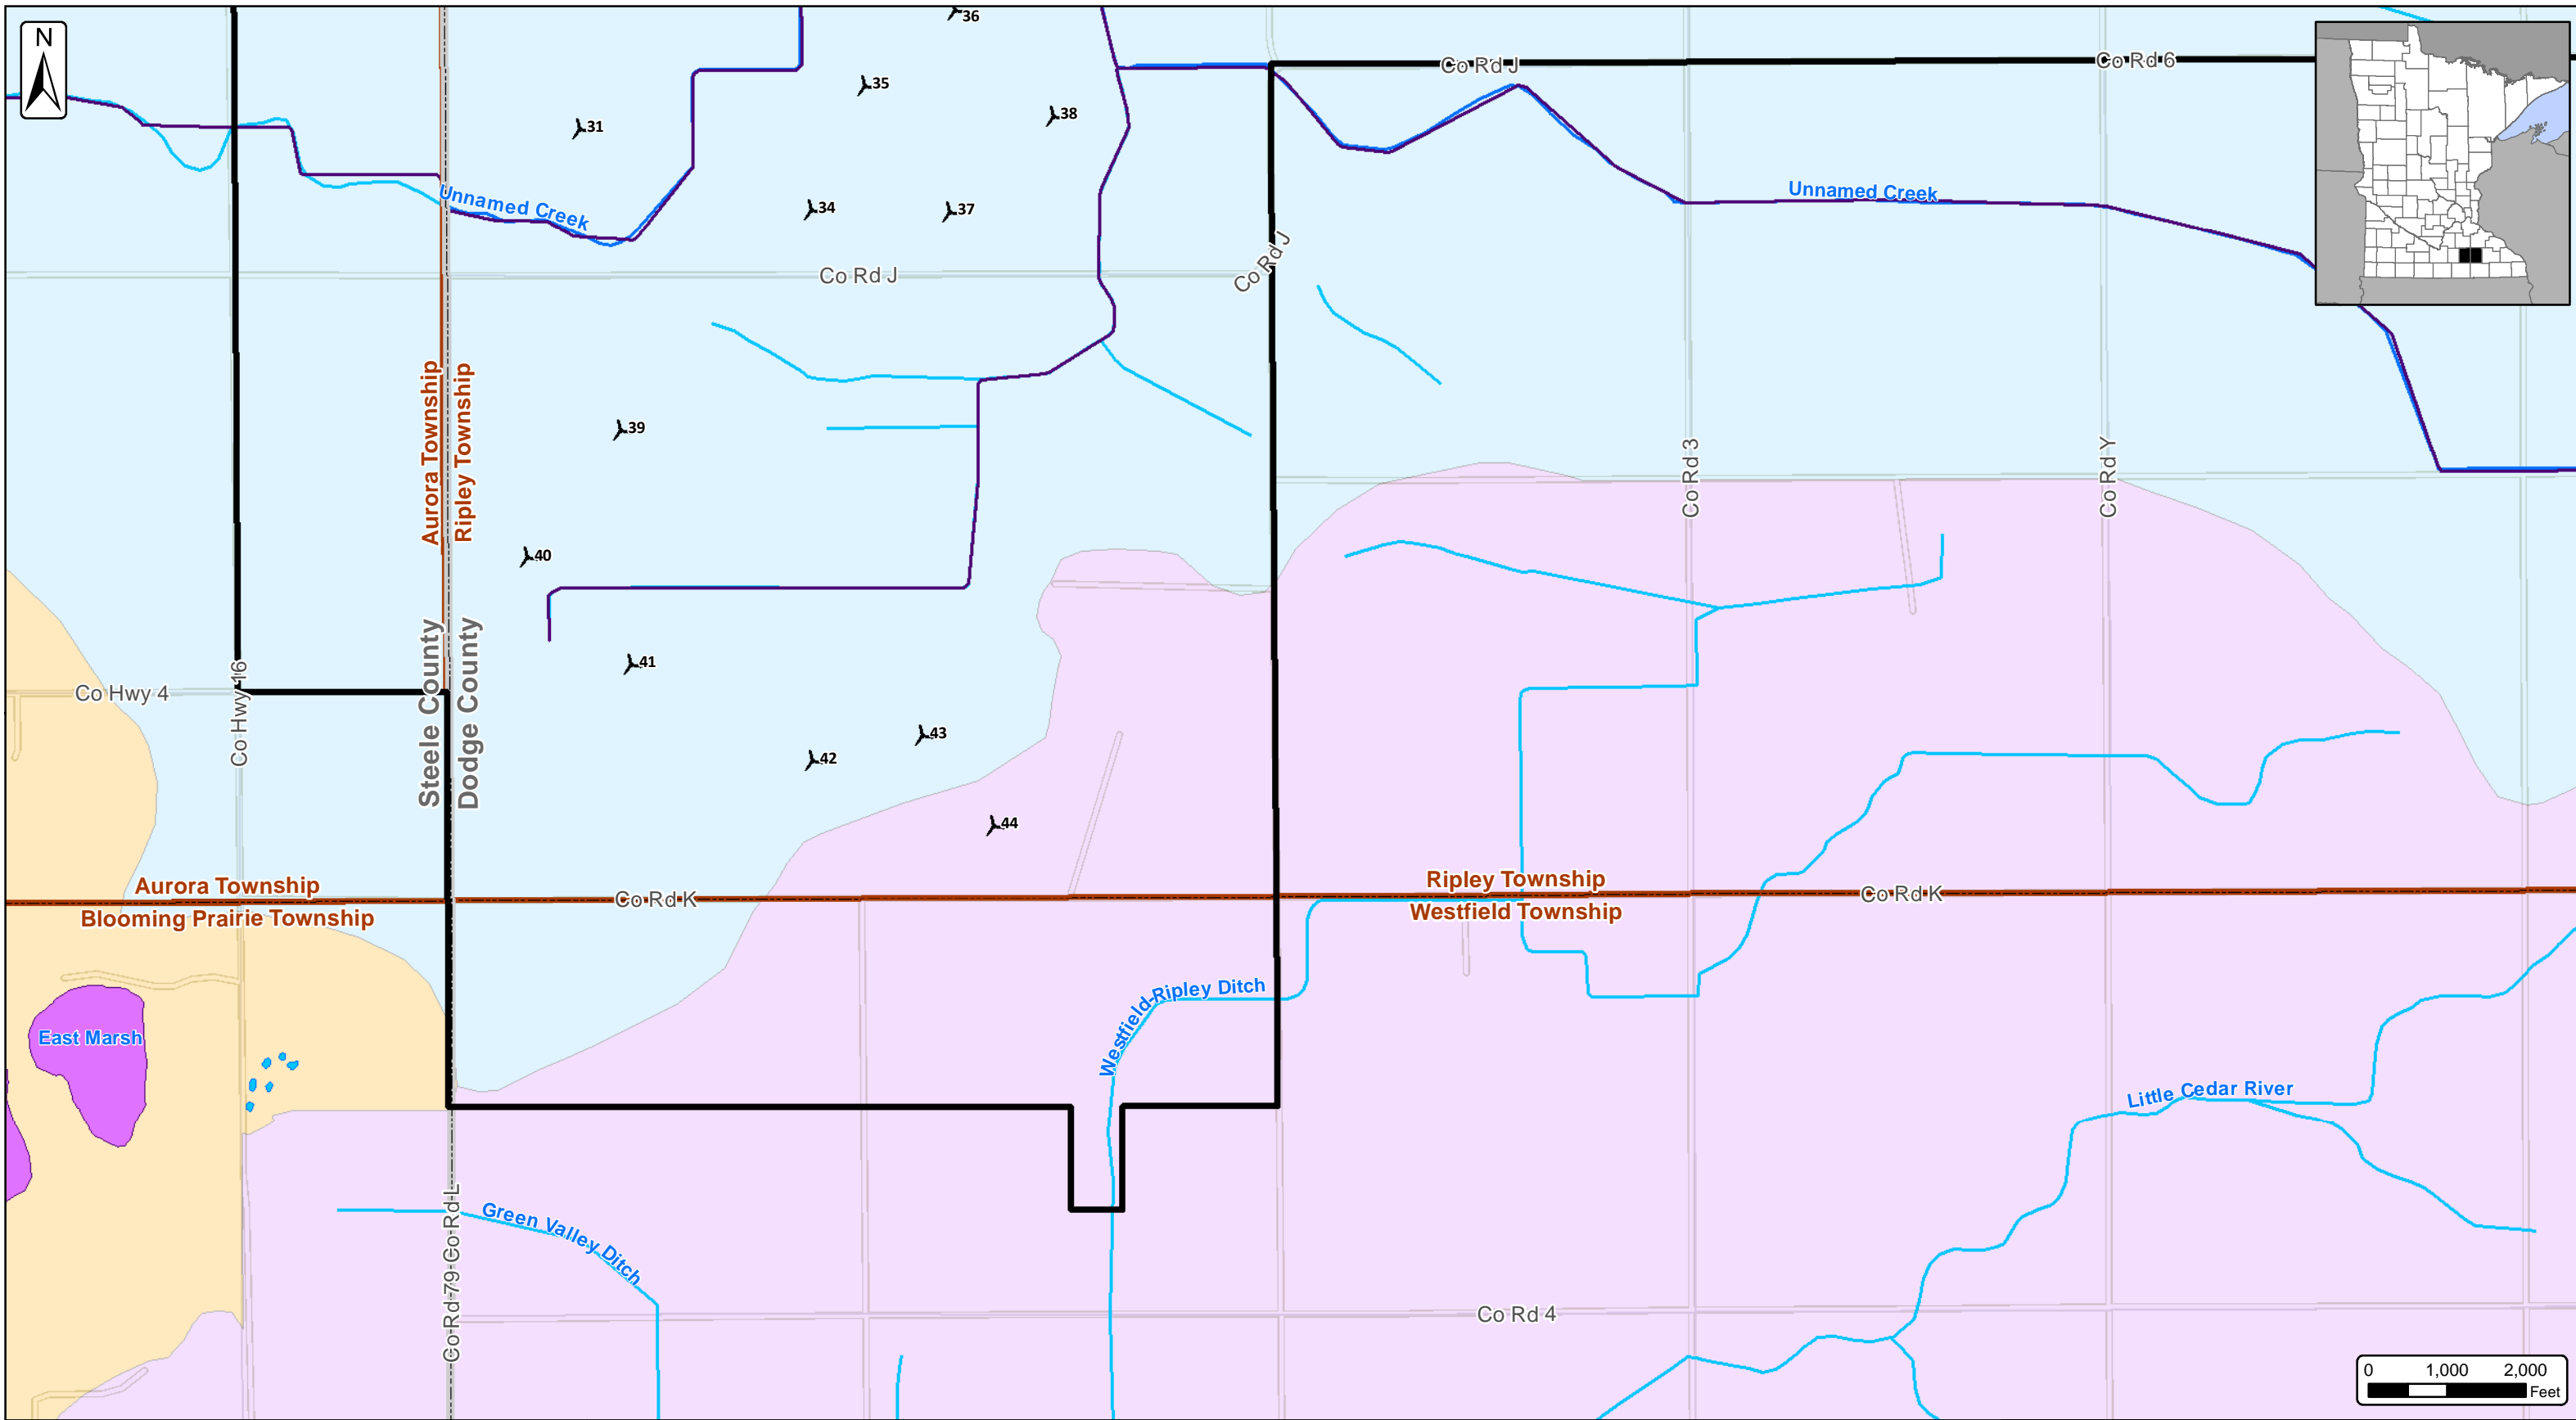 N
36
Co Rd J
Co Rd 6
35
38
31
Unnamed Creek
34
37
Unnamed Creek
Co Rd J
Co Rd J
Aurora Township
Ripley Township
39
Co Rd 3
Co Rd Y
40
Steele County
Dodge County
41
Co Hwy 4
Co Hwy 16
43
42
44
Aurora Township
Ripley Township
Co Rd K
Co Rd K
Blooming Prairie Township
Westfield Township
Westfield-Ripley Ditch
East Marsh
Little Cedar River
Green Valley Ditch
Co Rd 79 Co Rd L
Co Rd 4
0 1,000 2,000
Feet